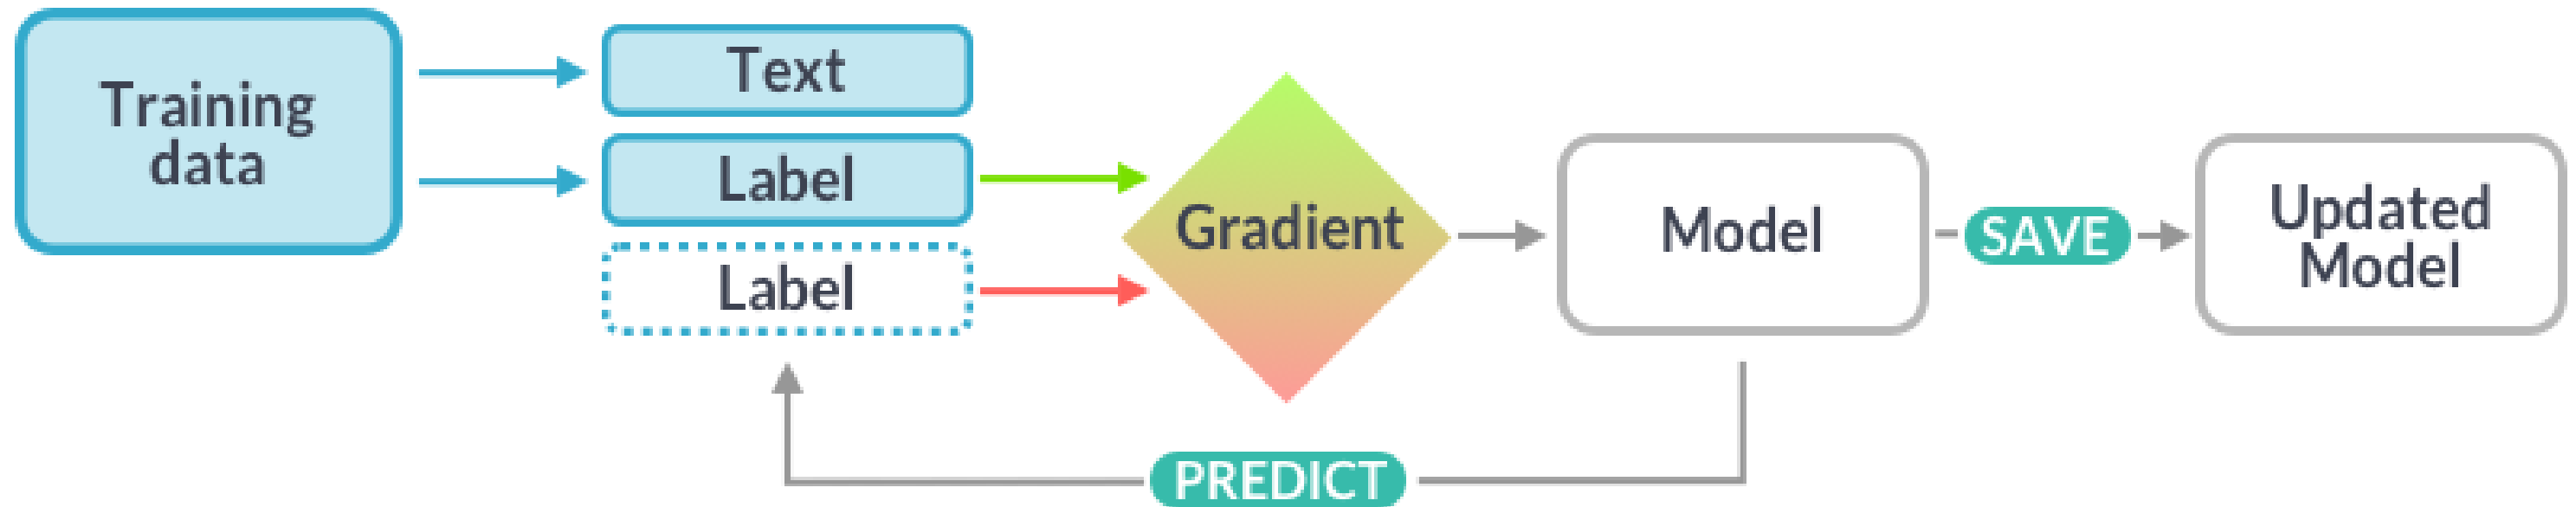 Training
data
Text
Label
Label
Gradient
Model
SAVE
Updated
Model
PREDICT